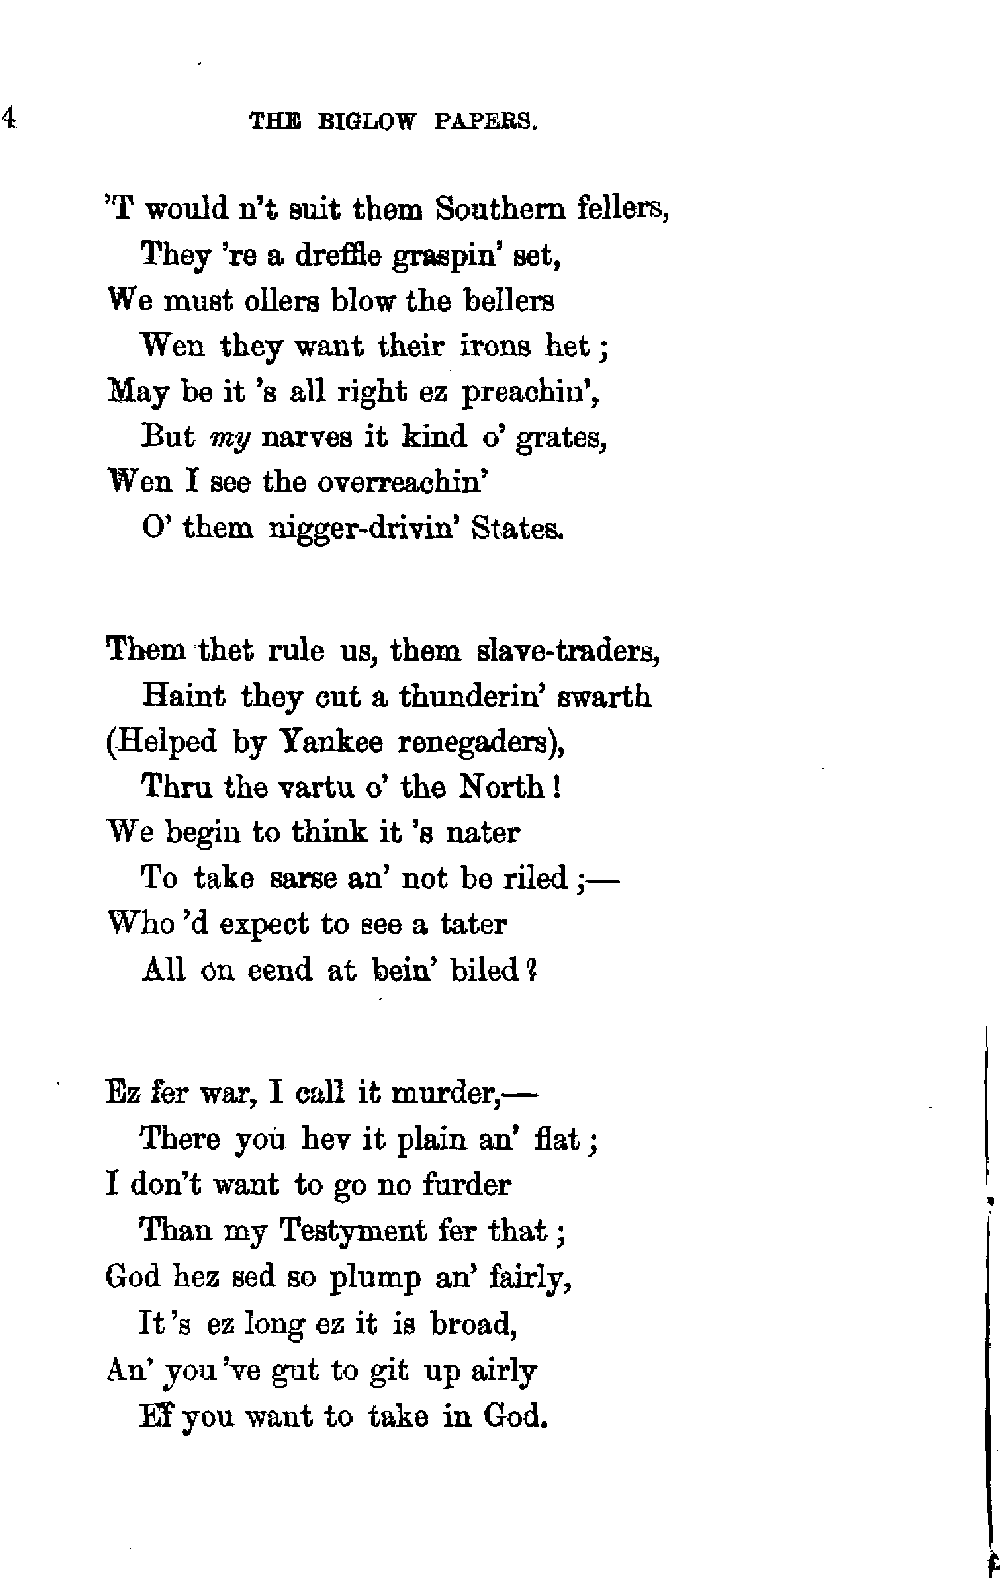 4 THE BIGLOW PAPERS.
'T would n't suit them Southern fellers,
They 're a dreffle graspin' set,
We must ollers blow the bellers
Wen they want their irons het;
May be it 's all right ez preachin',
But my narves it kind o' grates,
Wen I see the overreachin'
O' them nigger-drivin' States.
Them thet rule us, them slave-traders,
Haint they cut a thunderin' swarth
(Helped by Yankee renegaders),
Thru the vartu o' the North!
We begin to think it 's nater
To take sarse an' not be riled;—
Who 'd expect to see a tater
All on eend at bein' biled?
Ez fer war, I call it murder,—
There you hev it plain an' flat;
I don't want to go no furder
Than my Testyment fer that;
God hez sed so plump an' fairly,
It 's ez long ez it is broad,
An' you 've gut to git up airly
Ef you want to take in God.